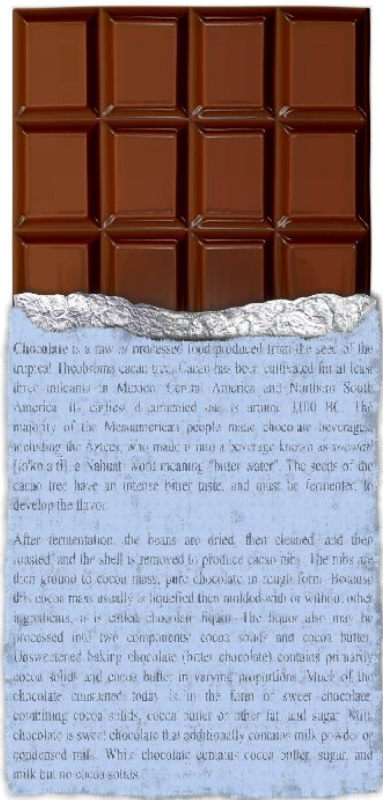 Chocolate is a raw or processed food produced from the seed of the
tropical Theobroma cacao tree. Cacao has been cultivated for at least
three millennia in Mexico, Central America and Northern South
America. Its earliest documented use is around 1100 BC. The
majority of the Mesoamerican people made chocolate beverages,
including the Aztecs, who made it into a beverage known as
a Nahuatl word meaning "bitter water". The seeds of the
cacao tree have an intense bitter taste, and must be fermented to
develop the flavor.
After fermentation, the beans are dried, then cleaned, and then
roasted, and the shell is removed to produce cacao nibs. The nibs are
then ground to cocoa mass, pure chocolate in rough form. Because
this cocoa mass usually is liquefied then molded with or without other
ingredients, it is called chocolate liquor. The liquor also may be
processed into two components: cocoa solids and cocoa butter.
Unsweetened baking chocolate (bitter chocolate) contains primarily
cocoa solids and cocoa butter in varying proportions. Much of the
chocolate consumed today is in the form of sweet chocolate,
combining cocoa solids, cocoa butter or other fat, and sugar. Milk
chocolate is sweet chocolate that additionally contains milk powder or
condensed milk. White chocolate contains cocoa butter, sugar, and
milk but no cocoa solids.